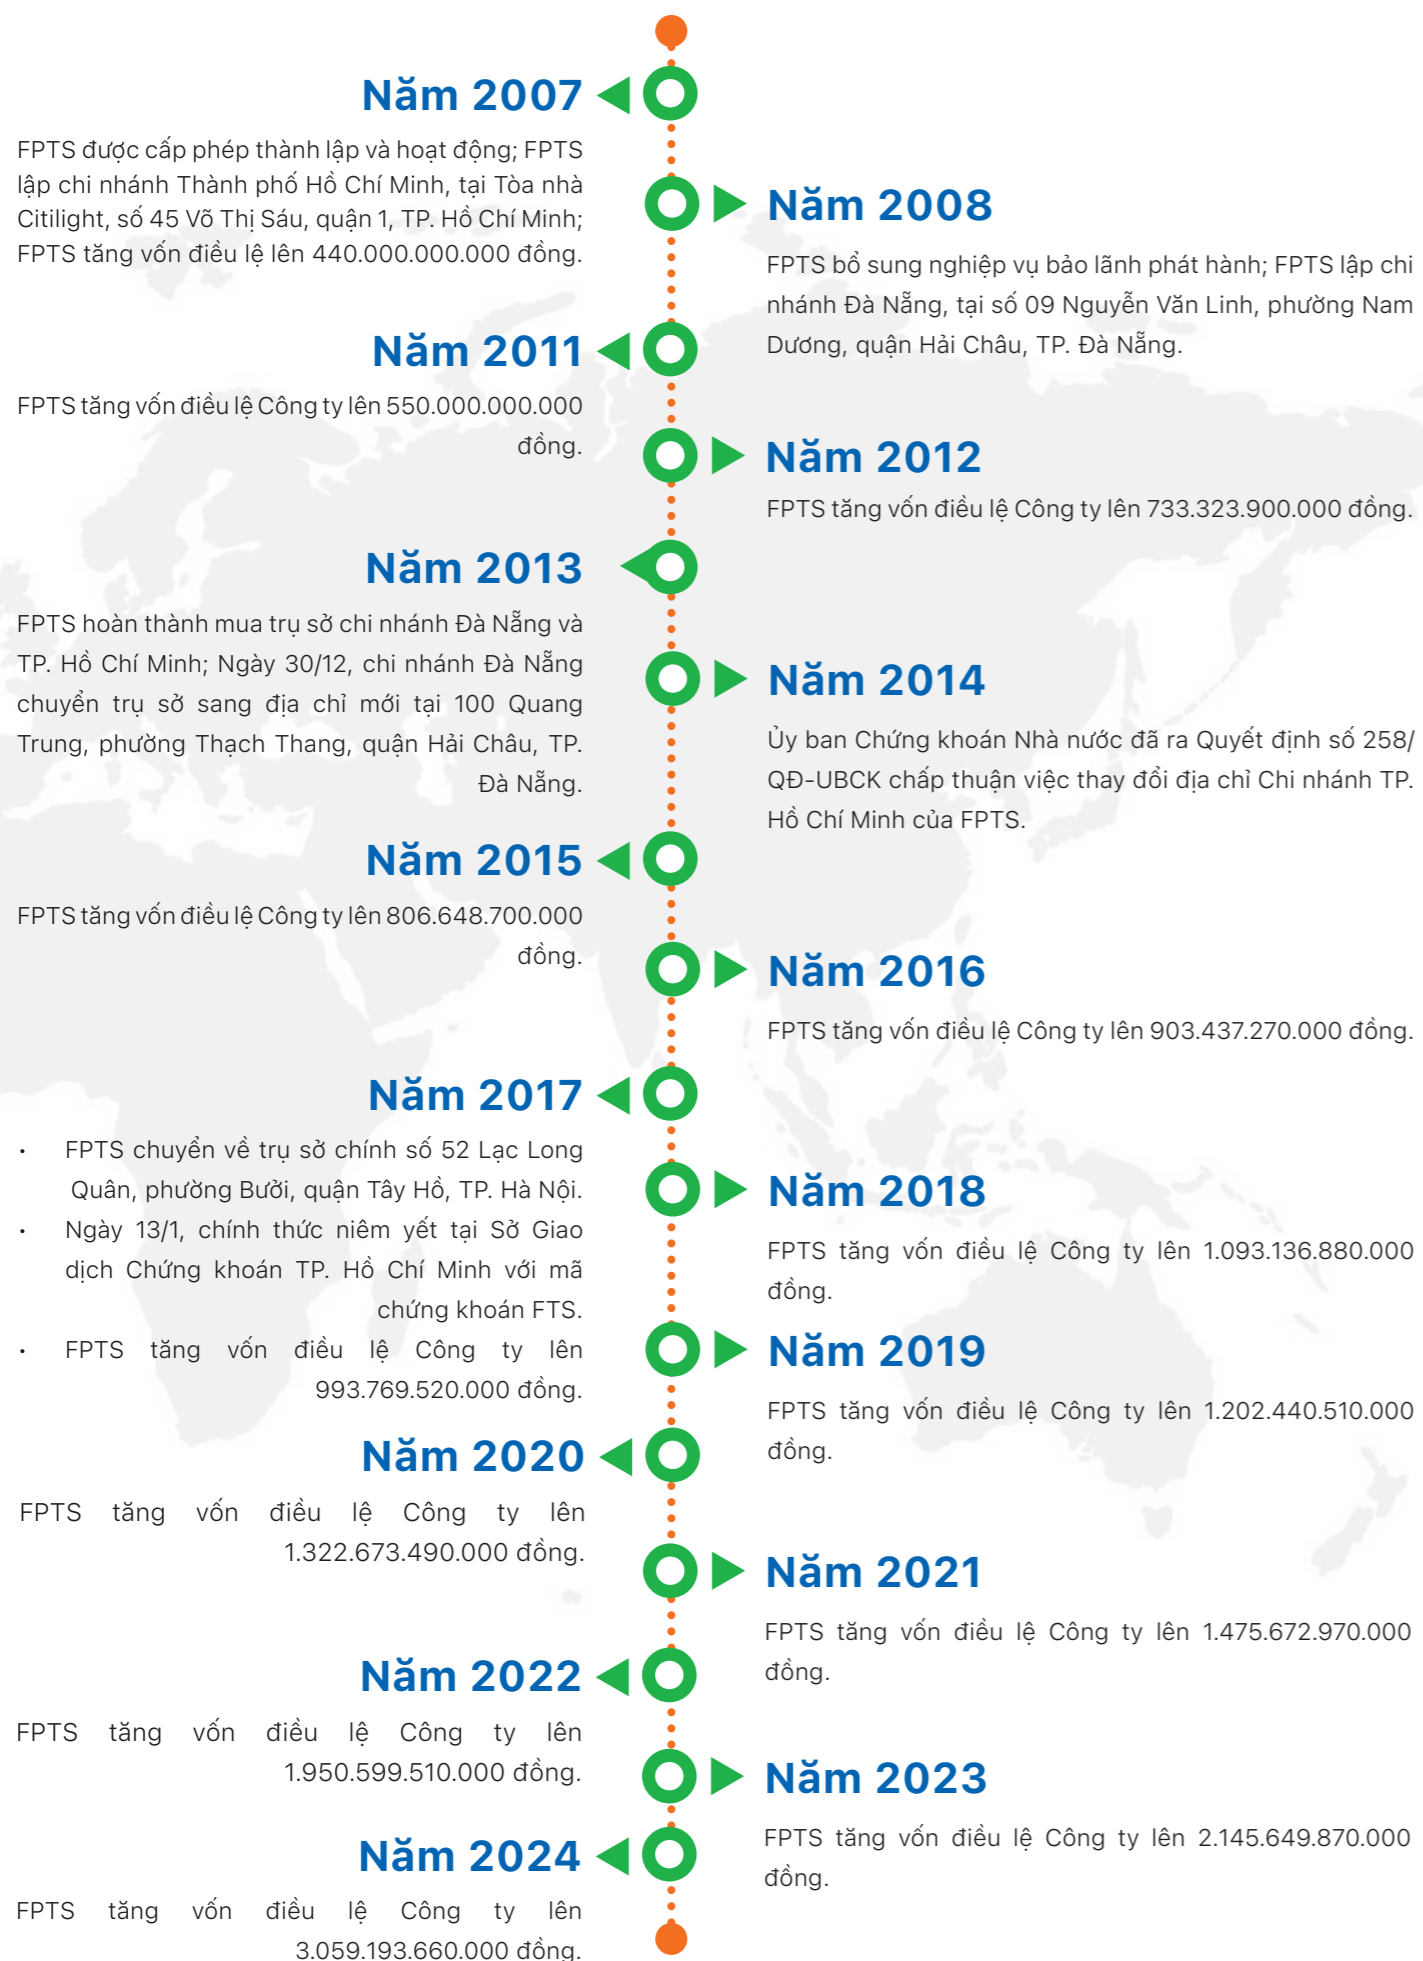 Năm 2007
FPTS được cấp phép thành lập và hoạt động; FPTS
lập chi nhánh Thành phố Hồ Chí Minh, tại Tòa nhà
Citilight, số 45 Võ Thị Sáu, quận 1, TP. Hồ Chí Minh;
FPTS tăng vốn điều lệ lên 440.000.000.000 đồng.
Năm 2008
FPTS bổ sung nghiệp vụ bảo lãnh phát hành; FPTS lập chi
nhánh Đà Nẵng, tại số 09 Nguyễn Văn Linh, phường Nam
Dương, quận Hải Châu, TP. Đà Nẵng.
Năm 2011
FPTS tăng vốn điều lệ Công ty lên 550.000.000.000
đồng.
Năm 2012
FPTS tăng vốn điều lệ Công ty lên 733.323.900.000 đồng.
Năm 2013
FPTS hoàn thành mua trụ sở chi nhánh Đà Nẵng và
TP. Hồ Chí Minh; Ngày 30/12, chi nhánh Đà Nẵng
chuyển trụ sở sang địa chỉ mới tại 100 Quang
Trung, phường Thạch Thang, quận Hải Châu, TP.
Đà Nẵng.
Năm 2014
Ủy ban Chứng khoán Nhà nước đã ra Quyết định số 258/
QĐ-UBCK chấp thuận việc thay đổi địa chỉ Chi nhánh TP.
Hồ Chí Minh của FPTS.
Năm 2015
FPTS tăng vốn điều lệ Công ty lên 806.648.700.000
đồng.
Năm 2016
FPTS tăng vốn điều lệ Công ty lên 903.437.270.000 đồng.
Năm 2017
• FPTS chuyển về trụ sở chính số 52 Lạc Long
Quân, phường Bưởi, quận Tây Hồ, TP. Hà Nội.
• Ngày 13/1, chính thức niêm yết tại Sở Giao
dịch Chứng khoán TP. Hồ Chí Minh với mã
chứng khoán FTS.
• FPTS tăng vốn điều lệ Công ty lên
993.769.520.000 đồng.
Năm 2018
FPTS tăng vốn điều lệ Công ty lên 1.093.136.880.000
đồng.
Năm 2019
FPTS tăng vốn điều lệ Công ty lên 1.202.440.510.000
đồng.
Năm 2020
FPTS tăng vốn điều lệ Công ty lên
1.322.673.490.000 đồng.
Năm 2021
FPTS tăng vốn điều lệ Công ty lên 1.475.672.970.000
đồng.
Năm 2022
FPTS tăng vốn điều lệ Công ty lên
1.950.599.510.000 đồng.
Năm 2023
FPTS tăng vốn điều lệ Công ty lên 2.145.649.870.000
đồng.
Năm 2024
FPTS tăng vốn điều lệ Công ty lên
3.059.193.660.000 đồng.